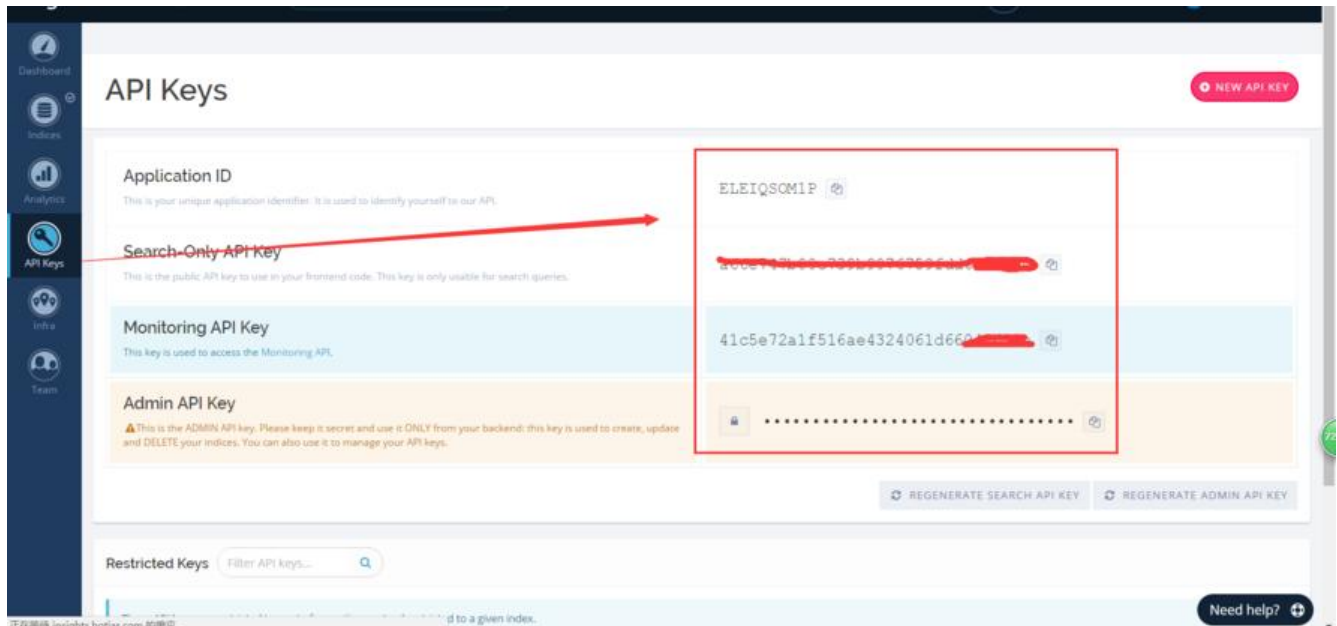 Dashboard
Indices
Analytics
API Keys
Infra
Team
API Keys
NEW API KEY
Application ID
This is your unique application identifier. It is used to identify yourself to our API.
ELEIQSOM1P
Search-Only API Key
This is the public API key to use in your frontend code. This key is only usable for search queries.
Monitoring API Key
This key is used to access the Monitoring API.
41c5e72a1f516ae4324061d66
Admin API Key
This is the ADMIN API key. Please keep it secret and use it ONLY from your backend: this key is used to create, update
and DELETE your indices. You can also use it to manage your API keys.
••••••••••••••••••••••••••••••••
REGENERATE SEARCH API KEY
REGENERATE ADMIN API KEY
Restricted Keys
Filter API keys...
d to a given index.
Need help?
72